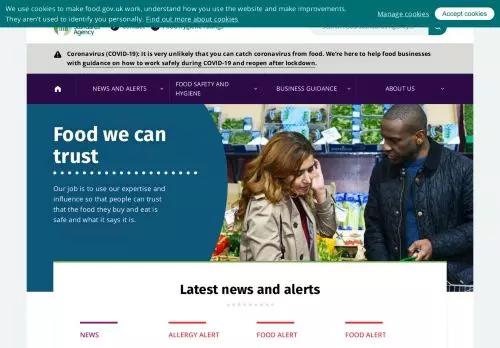 We use cookies to make food.gov.uk work, understand how you use the website and make improvements.
They aren't used to identify you personally. Find out more about cookies
Manage cookies
Accept cookies
Agency
Coronavirus (COVID-19): It is very unlikely that you can catch coronavirus from food. We're here to help food businesses
with guidance on how to work safely during COVID-19 and reopen after lockdown.
NEWS AND ALERTS
FOOD SAFETY AND
HYGIENE
BUSINESS GUIDANCE
ABOUT US
Food we can
trust
Our job is to use our expertise and
influence so that people can trust
that the food they buy and eat is
safe and what it says it is.
Latest news and alerts
NEWS
ALLERGY ALERT
FOOD ALERT
FOOD ALERT